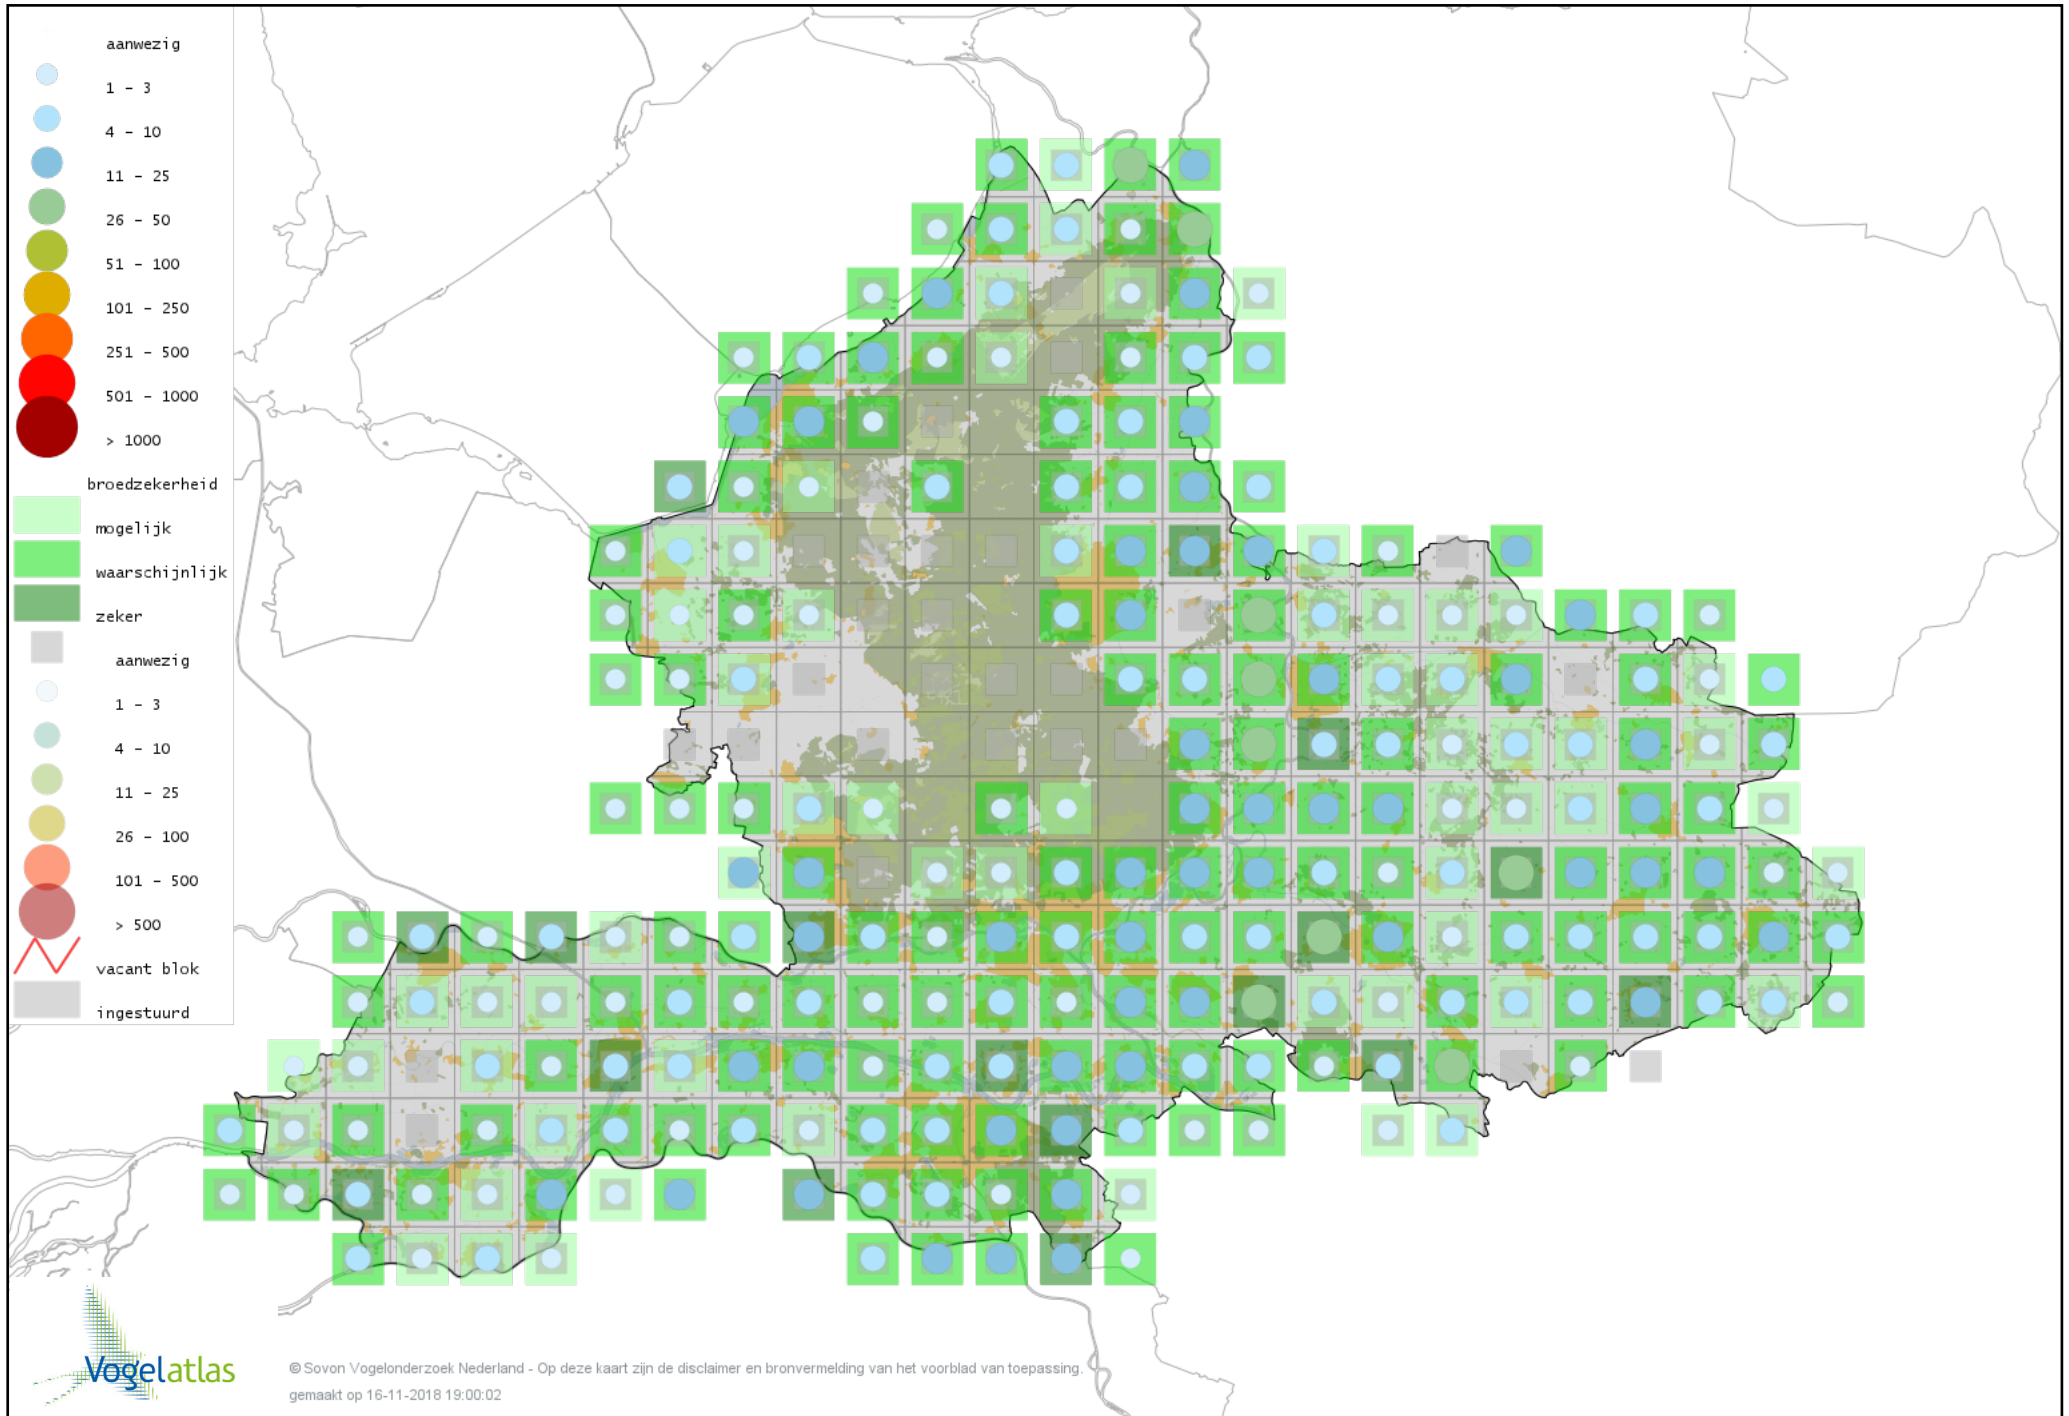 aanwezig
1 - 3
4 - 10
11 - 25
26 - 50
51 - 100
101 - 250
251 - 500
501 - 1000
> 1000
broedzekerheid
mogelijk
waarschijnlijk
zeker
aanwezig
1 - 3
4 - 10
11 - 25
26 - 100
101 - 500
> 500
vacant blok
ingestuurd
Vogelatlas
© Sovon Vogelonderzoek Nederland - Op deze kaart zijn de disclaimer en bronvermelding van het voorblad van toepassing.
gemaakt op 16-11-2018 19:00:02